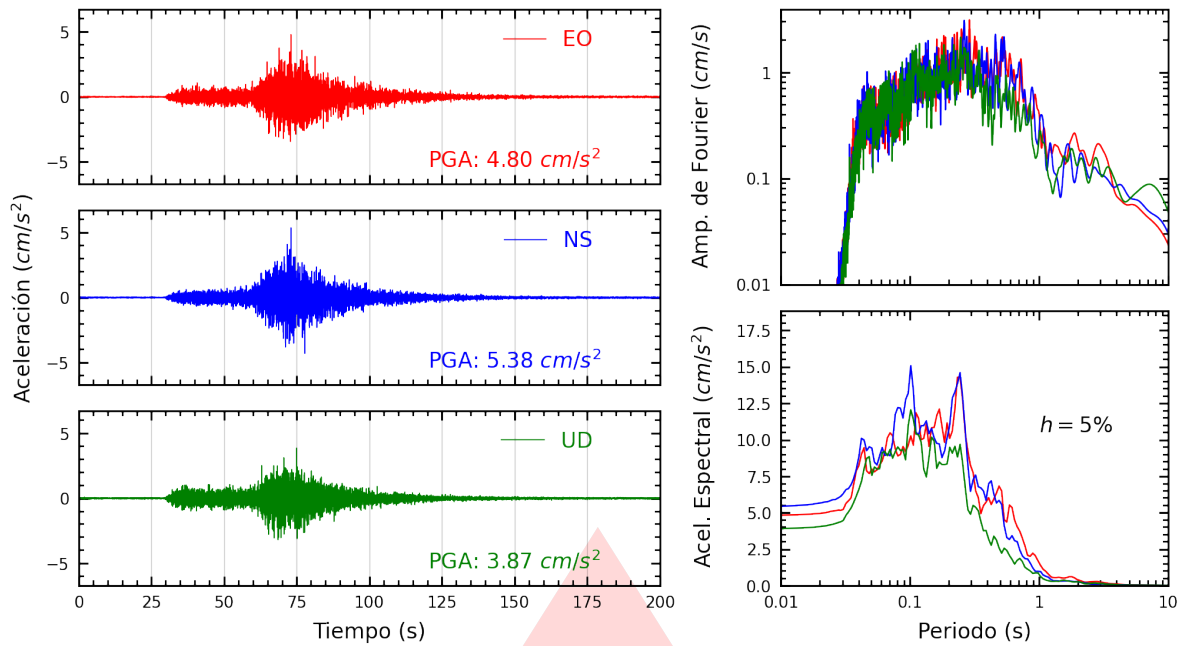 Aceleración (cm/s²)
5
0
−5
EO
PGA: 4.80 cm/s²
5
0
−5
NS
PGA: 5.38 cm/s²
5
0
−5
UD
PGA: 3.87 cm/s²
0 25 50 75 100 125 150 175 200
Tiempo (s)
Amp. de Fourier (cm/s)
1
0.1
0.01
Acel. Espectral (cm/s²)
17.5
15.0
12.5
10.0
7.5
5.0
2.5
0.0
h = 5%
0.01 0.1 1 10
Periodo (s)